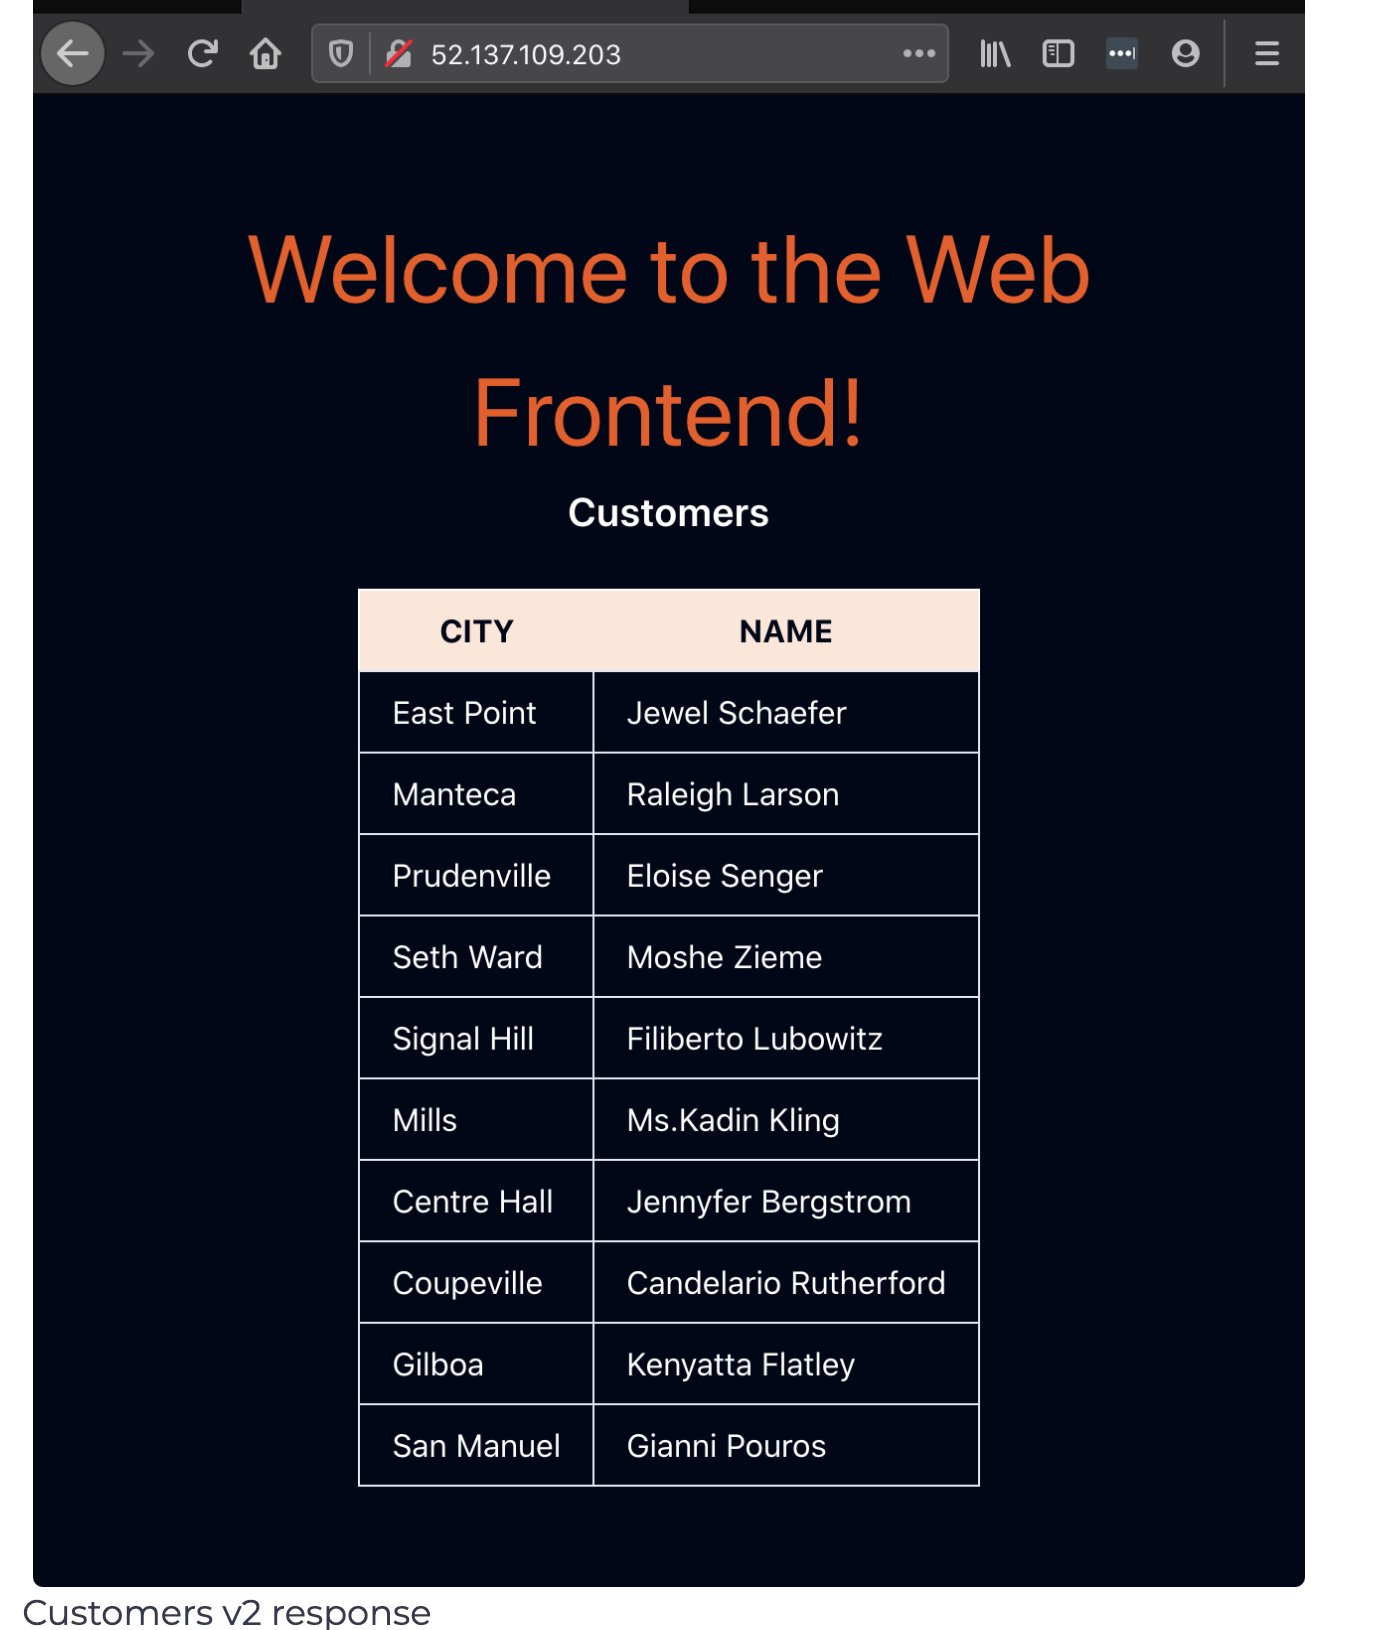 52.137.109.203
Welcome to the Web
Frontend!
Customers
CITY NAME
East Point Jewel Schaefer
Manteca Raleigh Larson
Prudenville Eloise Senger
Seth Ward Moshe Zieme
Signal Hill Filiberto Lubowitz
Mills Ms.Kadin Kling
Centre Hall Jennyfer Bergstrom
Coupeville Candelario Rutherford
Gilboa Kenyatta Flatley
San Manuel Gianni Pouros
Customers v2 response